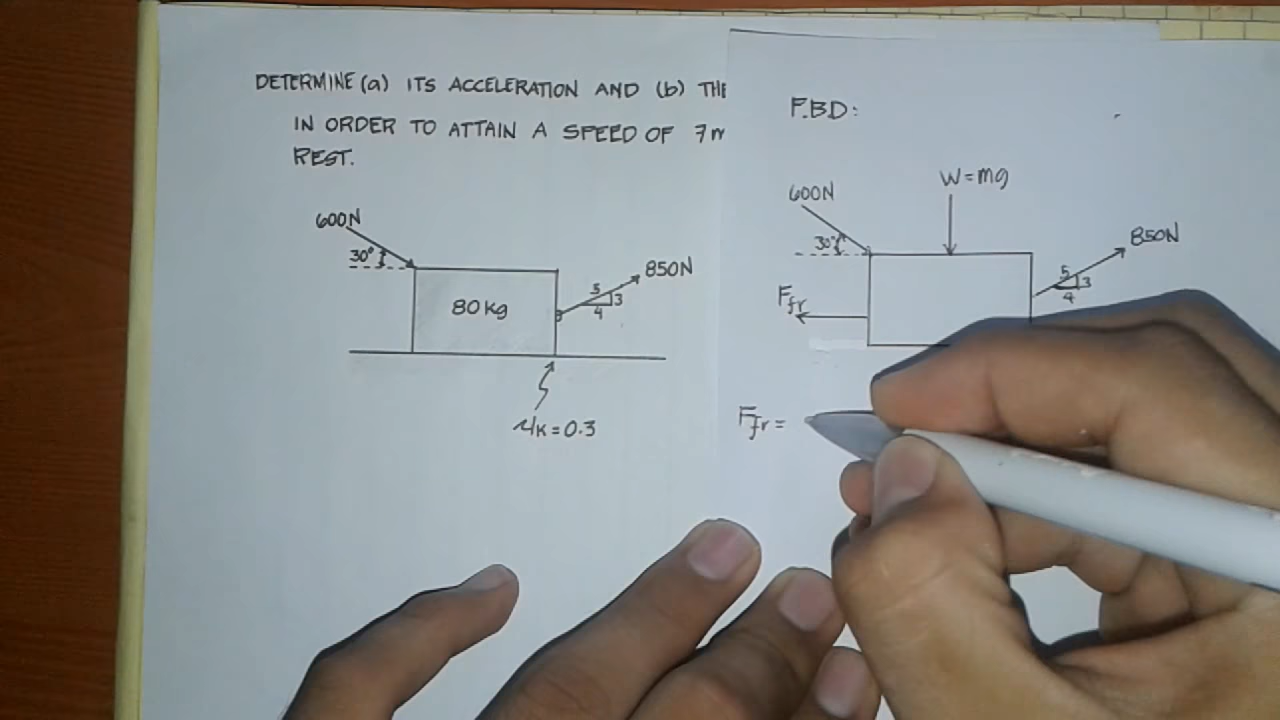 DETERMINE (a) ITS ACCELERATION AND (b) THE
IN ORDER TO ATTAIN A SPEED OF 7
REST.
600N
30°
80 Kg
5
3
4
850N
μK = 0.3
F.B.D:
W = mg
600N
30°
Ffr
5
3
4
850N
Ffr =